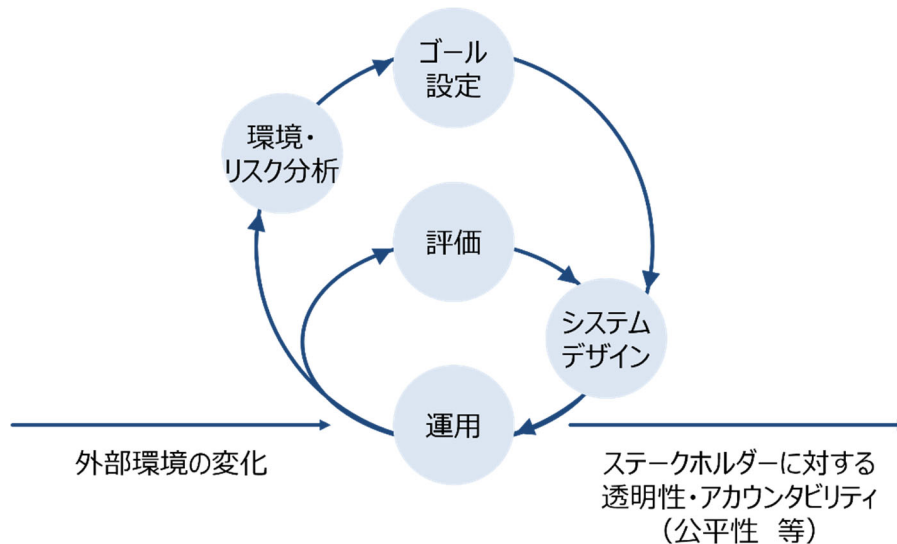 ゴール
設定
環境・
リスク分析
評価
システム
デザイン
運用
外部環境の変化
ステークホルダーに対する
透明性・アカウンタビリティ
（公平性 等）